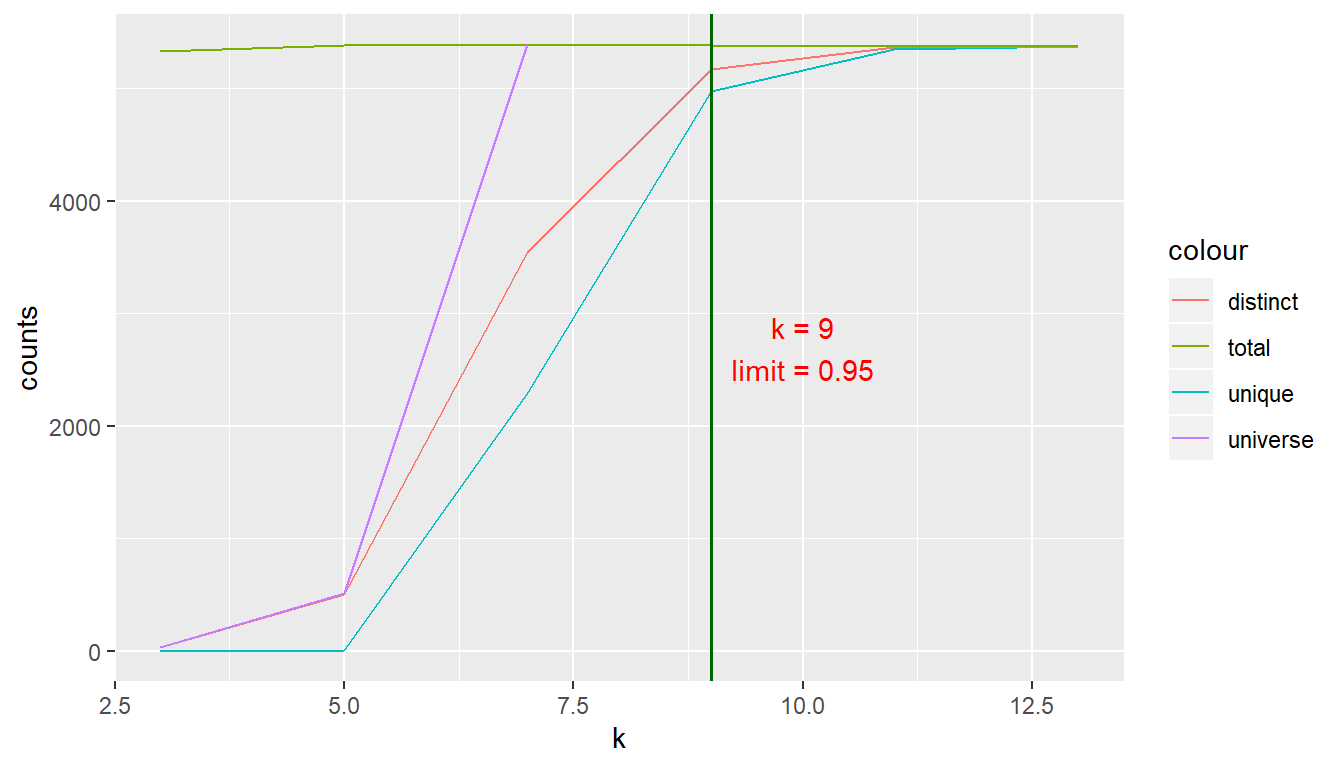 counts
4000
2000
0
k = 9
limit = 0.95
2.5
5.0
7.5
10.0
12.5
k
colour
distinct
total
unique
universe